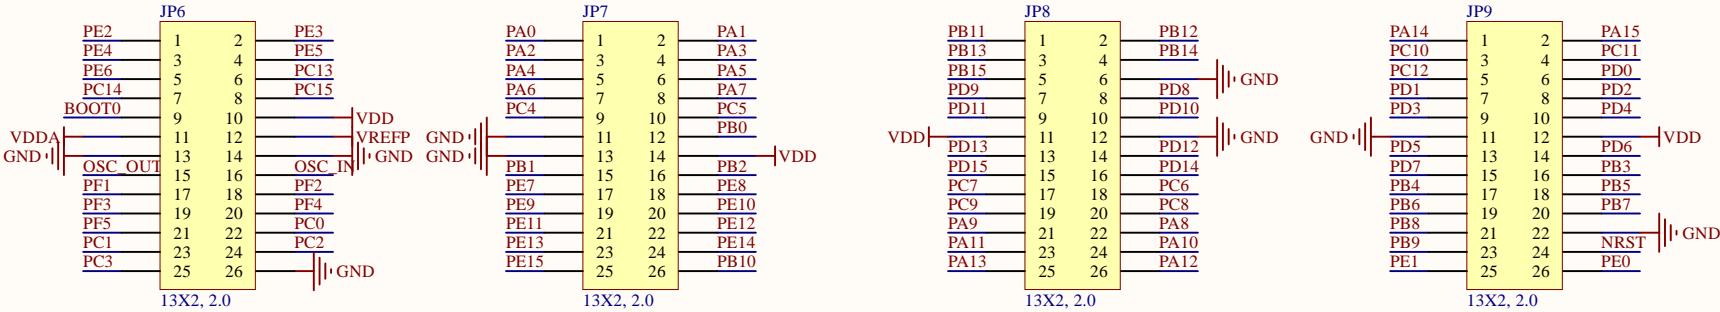 JP6
PE2 1 2 PE3
PE4 3 4 PE5
PE6 5 6 PC13
PC14 7 8 PC15
BOOT0 9 10 VDD
VDDA 11 12 VREFP
GND 13 14 GND
OSC_OUT 15 16 OSC_IN
PF1 17 18 PF2
PF3 19 20 PF4
PF5 21 22 PC0
PC1 23 24 PC2
PC3 25 26 GND
13X2, 2.0
JP7
PA0 1 2 PA1
PA2 3 4 PA3
PA4 5 6 PA5
PA6 7 8 PA7
PC4 9 10 PC5
GND 11 12 PB0
GND 13 14 VDD
PB1 15 16 PB2
PE7 17 18 PE8
PE9 19 20 PE10
PE11 21 22 PE12
PE13 23 24 PE14
PE15 25 26 PB10
13X2, 2.0
JP8
PB11 1 2 PB12
PB13 3 4 PB14
PB15 5 6 GND
PD9 7 8 PD8
PD11 9 10 PD10
VDD 11 12 GND
PD13 13 14 PD12
PD15 15 16 PD14
PC7 17 18 PC6
PC9 19 20 PC8
PA9 21 22 PA8
PA11 23 24 PA10
PA13 25 26 PA12
13X2, 2.0
JP9
PA14 1 2 PA15
PC10 3 4 PC11
PC12 5 6 PD0
PD1 7 8 PD2
PD3 9 10 PD4
GND 11 12 VDD
PD5 13 14 PD6
PD7 15 16 PB3
PB4 17 18 PB5
PB6 19 20 PB7
PB8 21 22 GND
PB9 23 24 NRST
PE1 25 26 PE0
13X2, 2.0